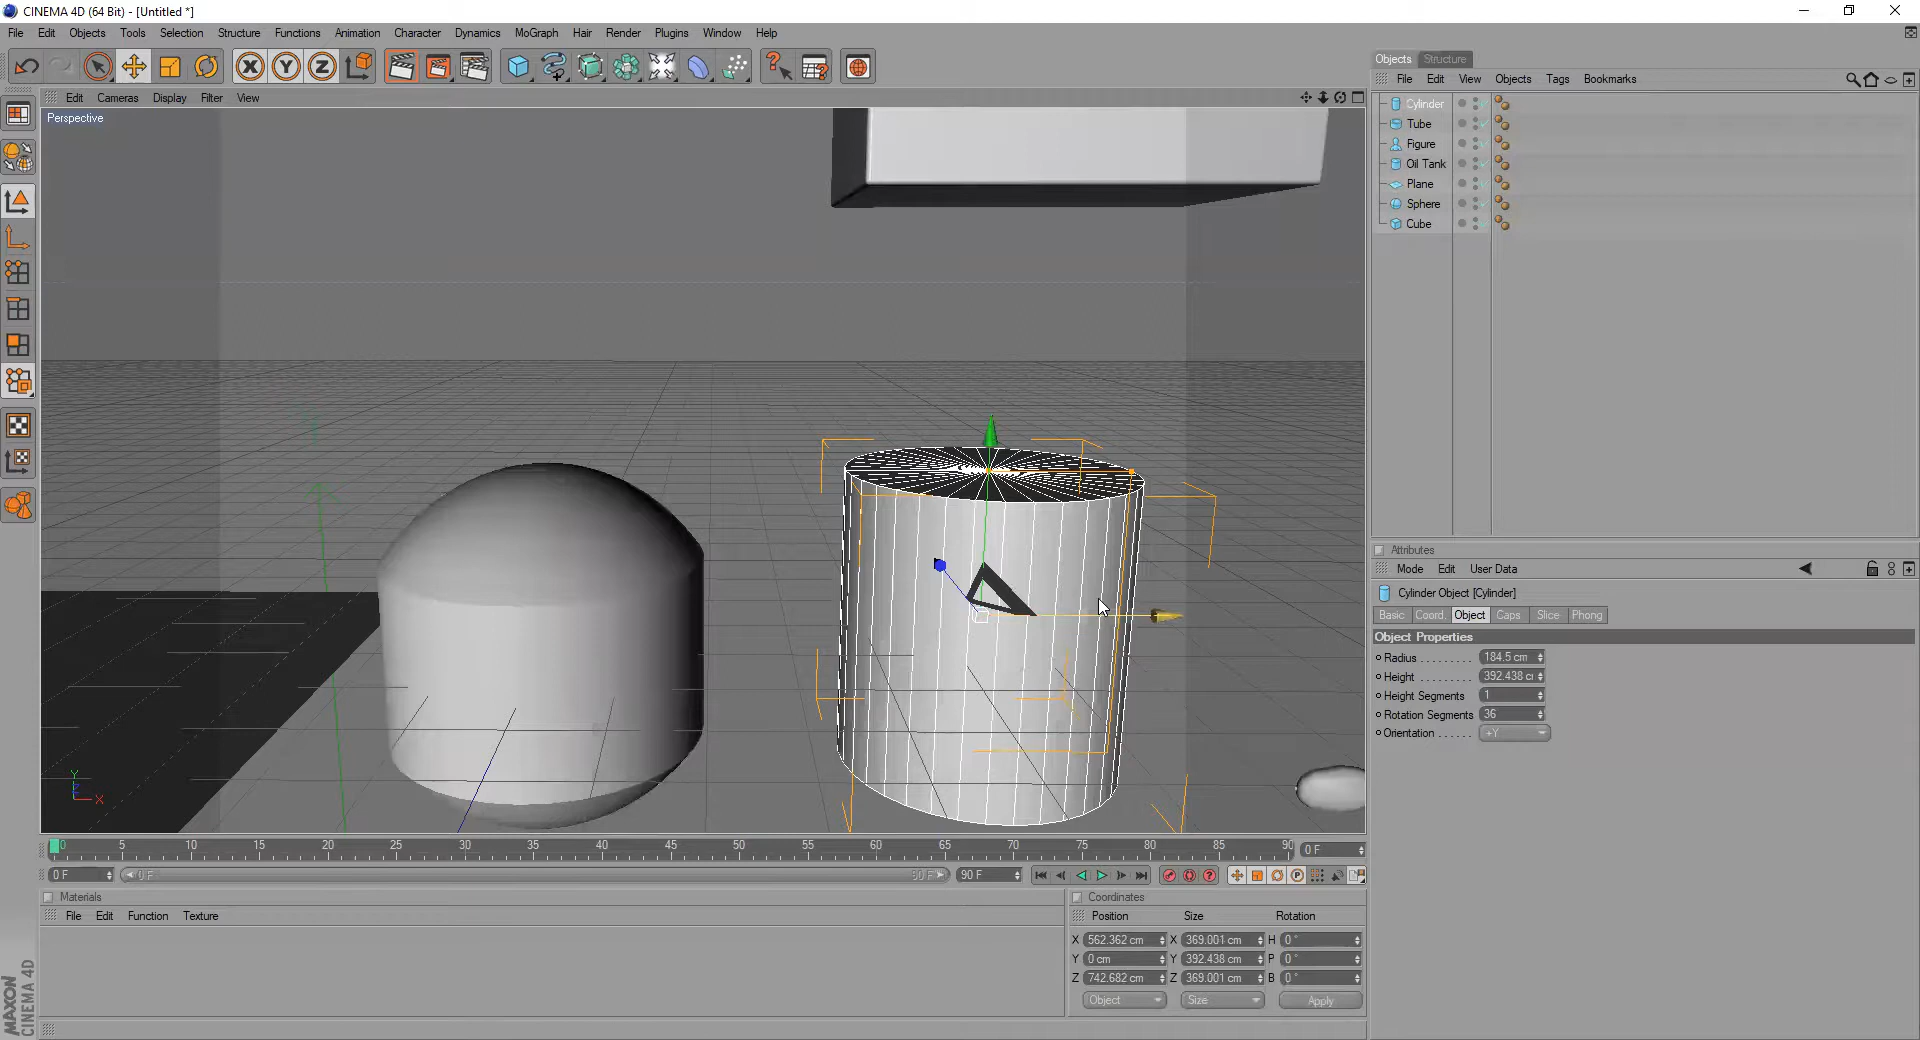 CINEMA 4D (64 Bit) - [Untitled *]
File Edit Objects Tools Selection Structure Functions Animation Character Dynamics MoGraph Hair Render Plugins Window Help
X Y Z
Edit Cameras Display Filter View
Perspective
Objects Structure
File Edit View Objects Tags Bookmarks
Cylinder
Tube
Figure
Oil Tank
Plane
Sphere
Cube
Attributes
Mode Edit User Data
Cylinder Object [Cylinder]
Basic Coord. Object Caps Slice Phong
Object Properties
Radius . . . . . . . . 184.5 cm
Height . . . . . . . . 392.438 c
Height Segments 1
Rotation Segments 36
Orientation . . . . . +Y
Y
Z
X
0 5 10 15 20 25 30 35 40 45 50 55 60 65 70 75 80 85 90 0 F
0 F 0 F 90 F 90 F
Materials
File Edit Function Texture
Coordinates
Position Size Rotation
X 562.362 cm X 369.001 cm H 0 °
Y 0 cm Y 392.438 cm P 0 °
Z 742.682 cm Z 369.001 cm B 0 °
Object Size Apply
MAXON
CINEMA 4D